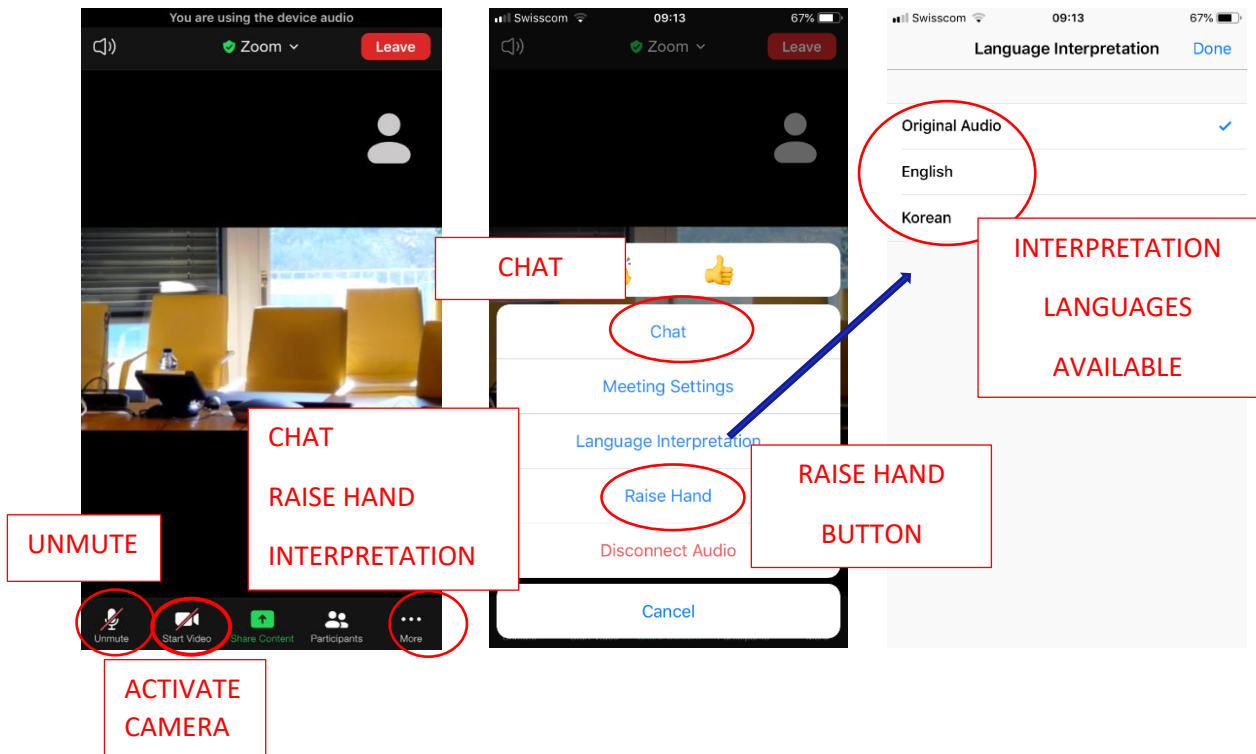 You are using the device audio
Zoom
Leave
CHAT
RAISE HAND
INTERPRETATION
UNMUTE
Unmute
Start Video
Share Content
Participants
More
ACTIVATE
CAMERA
Swisscom
09:13
67%
Zoom
Leave
CHAT
Chat
Meeting Settings
Language Interpretation
Raise Hand
Disconnect Audio
Cancel
RAISE HAND
BUTTON
Swisscom
09:13
67%
Language Interpretation
Done
Original Audio
English
Korean
INTERPRETATION
LANGUAGES
AVAILABLE